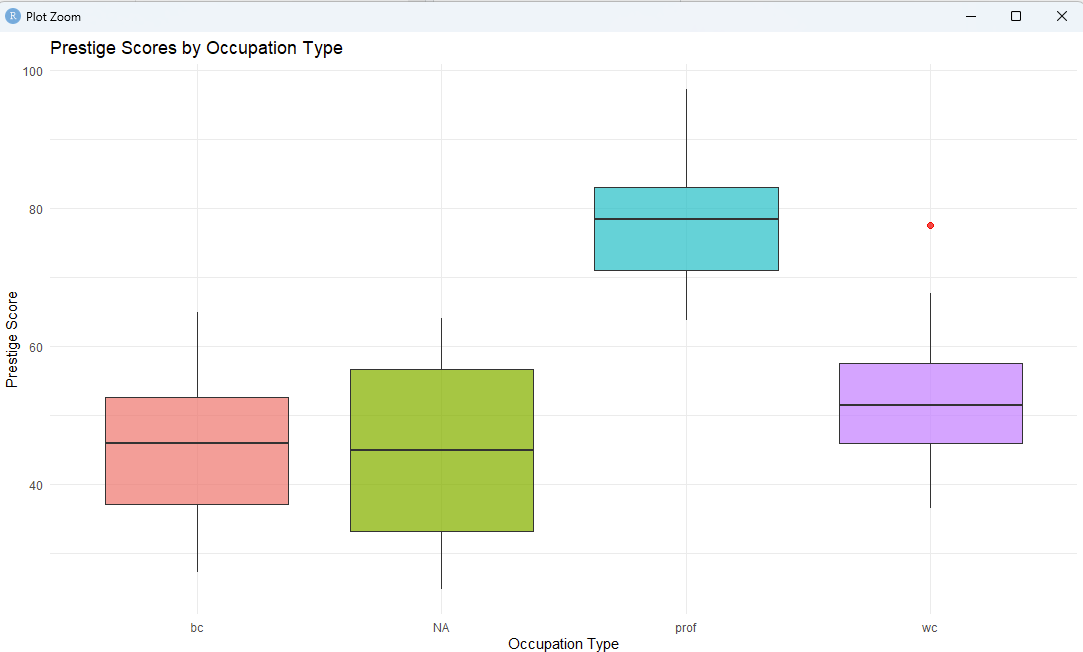 R Plot Zoom
Prestige Scores by Occupation Type
100
80
60
40
Prestige Score
bc NA prof wc
Occupation Type